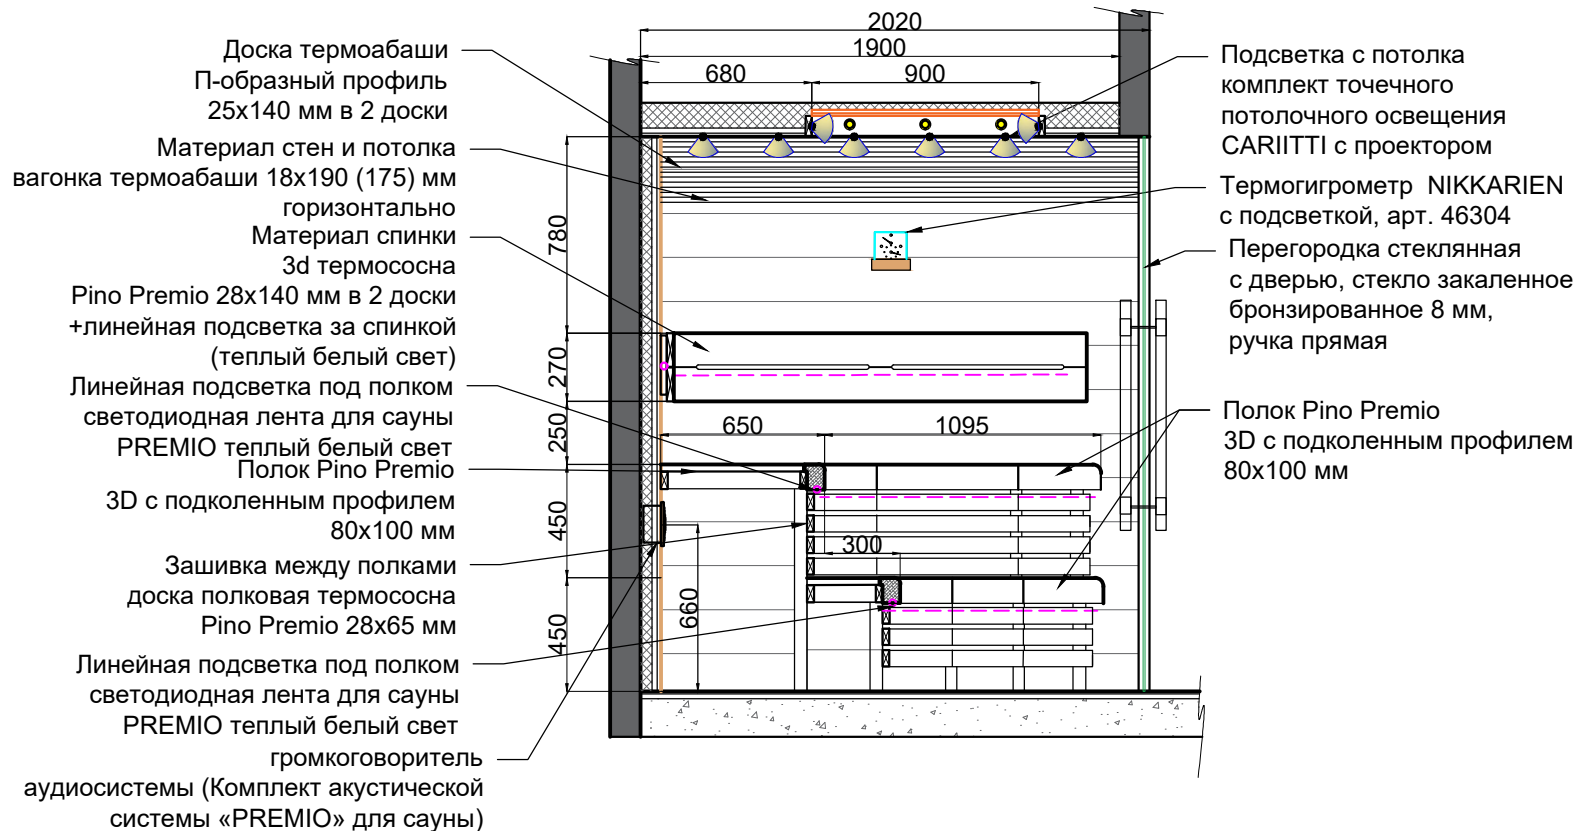 2020
1900
680
900
Доска термоабаши
П-образный профиль
25х140 мм в 2 доски
Материал стен и потолка
вагонка термоабаши 18х190 (175) мм
горизонтально
Материал спинки
3d термососна
Pino Premio 28х140 мм в 2 доски
+линейная подсветка за спинкой
(теплый белый свет)
Линейная подсветка под полком
светодиодная лента для сауны
PREMIO теплый белый свет
Полок Pino Premio
3D с подколенным профилем
80х100 мм
Зашивка между полками
доска полковая термососна
Pino Premio 28х65 мм
Линейная подсветка под полком
светодиодная лента для сауны
PREMIO теплый белый свет
громкоговоритель
аудиосистемы (Комплект акустической
системы «PREMIO» для сауны)
780
270
250
450
450
650
1095
300
660
Подсветка с потолка
комплект точечного
потолочного освещения
CARIITTI с проектором
Термогигрометр NIKKARIEN
с подсветкой, арт. 46304
Перегородка стеклянная
с дверью, стекло закаленное
бронзированное 8 мм,
ручка прямая
Полок Pino Premio
3D с подколенным профилем
80х100 мм